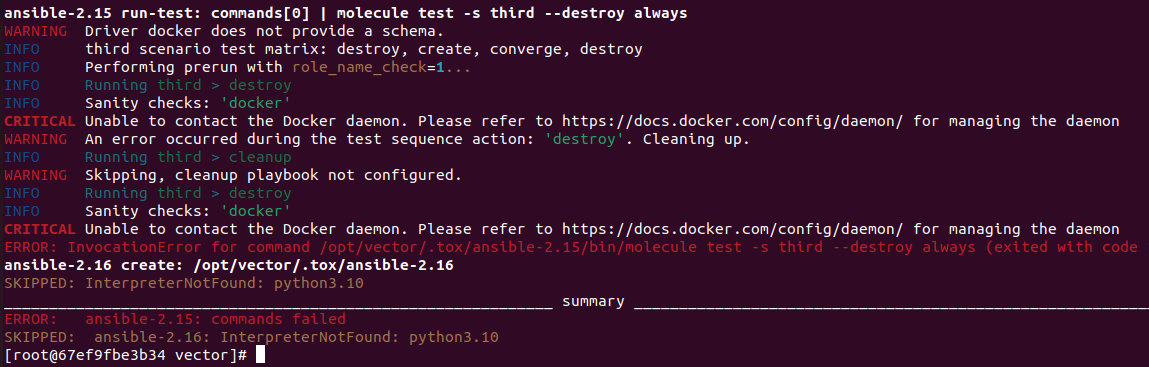 ansible-2.15 run-test: commands[0] | molecule test -s third --destroy always
WARNING  Driver docker does not provide a schema.
INFO     third scenario test matrix: destroy, create, converge, destroy
INFO     Performing prerun with role_name_check=1...
INFO     Running third > destroy
INFO     Sanity checks: 'docker'
CRITICAL Unable to contact the Docker daemon. Please refer to https://docs.docker.com/config/daemon/ for managing the daemon
WARNING  An error occurred during the test sequence action: 'destroy'. Cleaning up.
INFO     Running third > cleanup
WARNING  Skipping, cleanup playbook not configured.
INFO     Running third > destroy
INFO     Sanity checks: 'docker'
CRITICAL Unable to contact the Docker daemon. Please refer to https://docs.docker.com/config/daemon/ for managing the daemon
ERROR: InvocationError for command /opt/vector/.tox/ansible-2.15/bin/molecule test -s third --destroy always (exited with code
ansible-2.16 create: /opt/vector/.tox/ansible-2.16
SKIPPED: InterpreterNotFound: python3.10
summary
ERROR:   ansible-2.15: commands failed
SKIPPED:  ansible-2.16: InterpreterNotFound: python3.10
[root@67ef9fbe3b34 vector]#